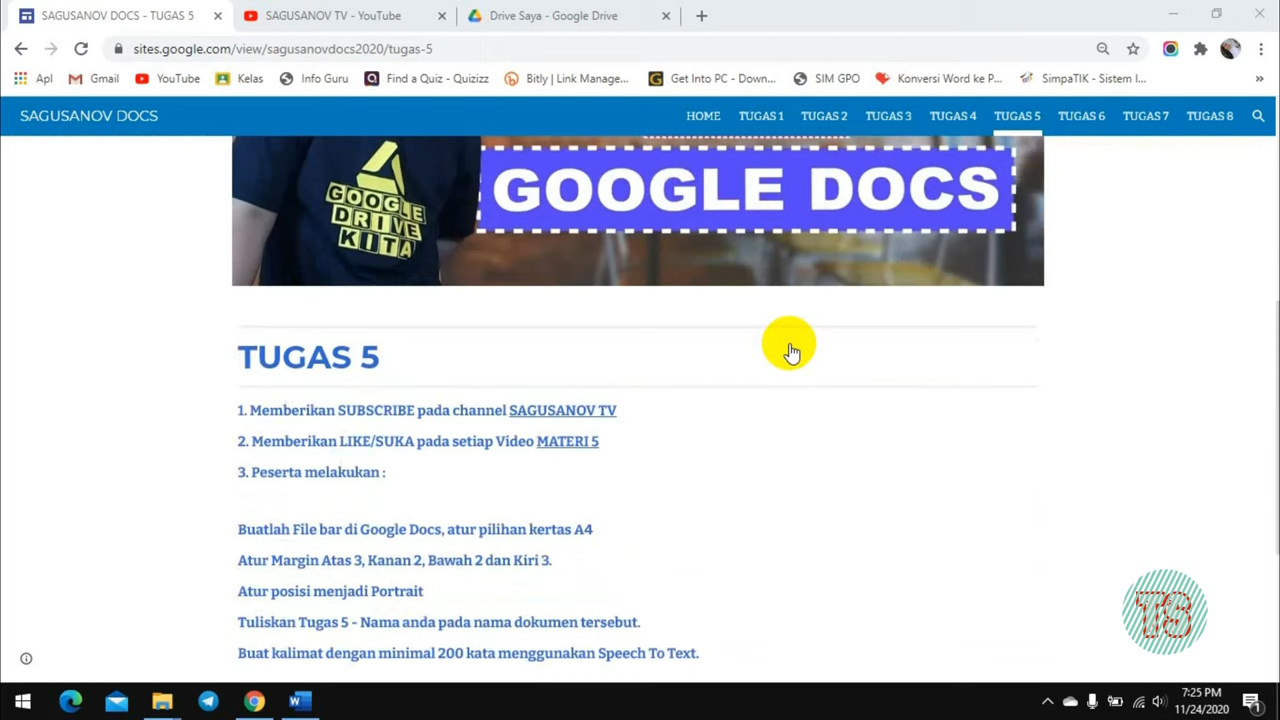 SAGUSANOV DOCS - TUGAS 5
SAGUSANOV TV - YouTube
Drive Saya - Google Drive
sites.google.com/view/sagusanovdocs2020/tugas-5
Apl
Gmail
YouTube
Kelas
Info Guru
Find a Quiz - Quizizz
Bitly | Link Manage...
Get Into PC - Down...
SIM GPO
Konversi Word ke P...
SimpaTIK - Sistem I...
SAGUSANOV DOCS
HOME
TUGAS 1
TUGAS 2
TUGAS 3
TUGAS 4
TUGAS 5
TUGAS 6
TUGAS 7
TUGAS 8
GOOGLE DRIVE KITA
GOOGLE DOCS
TUGAS 5
1. Memberikan SUBSCRIBE pada channel SAGUSANOV TV
2. Memberikan LIKE/SUKA pada setiap Video MATERI 5
3. Peserta melakukan :
Buatlah File bar di Google Docs, atur pilihan kertas A4
Atur Margin Atas 3, Kanan 2, Bawah 2 dan Kiri 3.
Atur posisi menjadi Portrait
Tuliskan Tugas 5 - Nama anda pada nama dokumen tersebut.
Buat kalimat dengan minimal 200 kata menggunakan Speech To Text.
TS
7:25 PM
11/24/2020
1